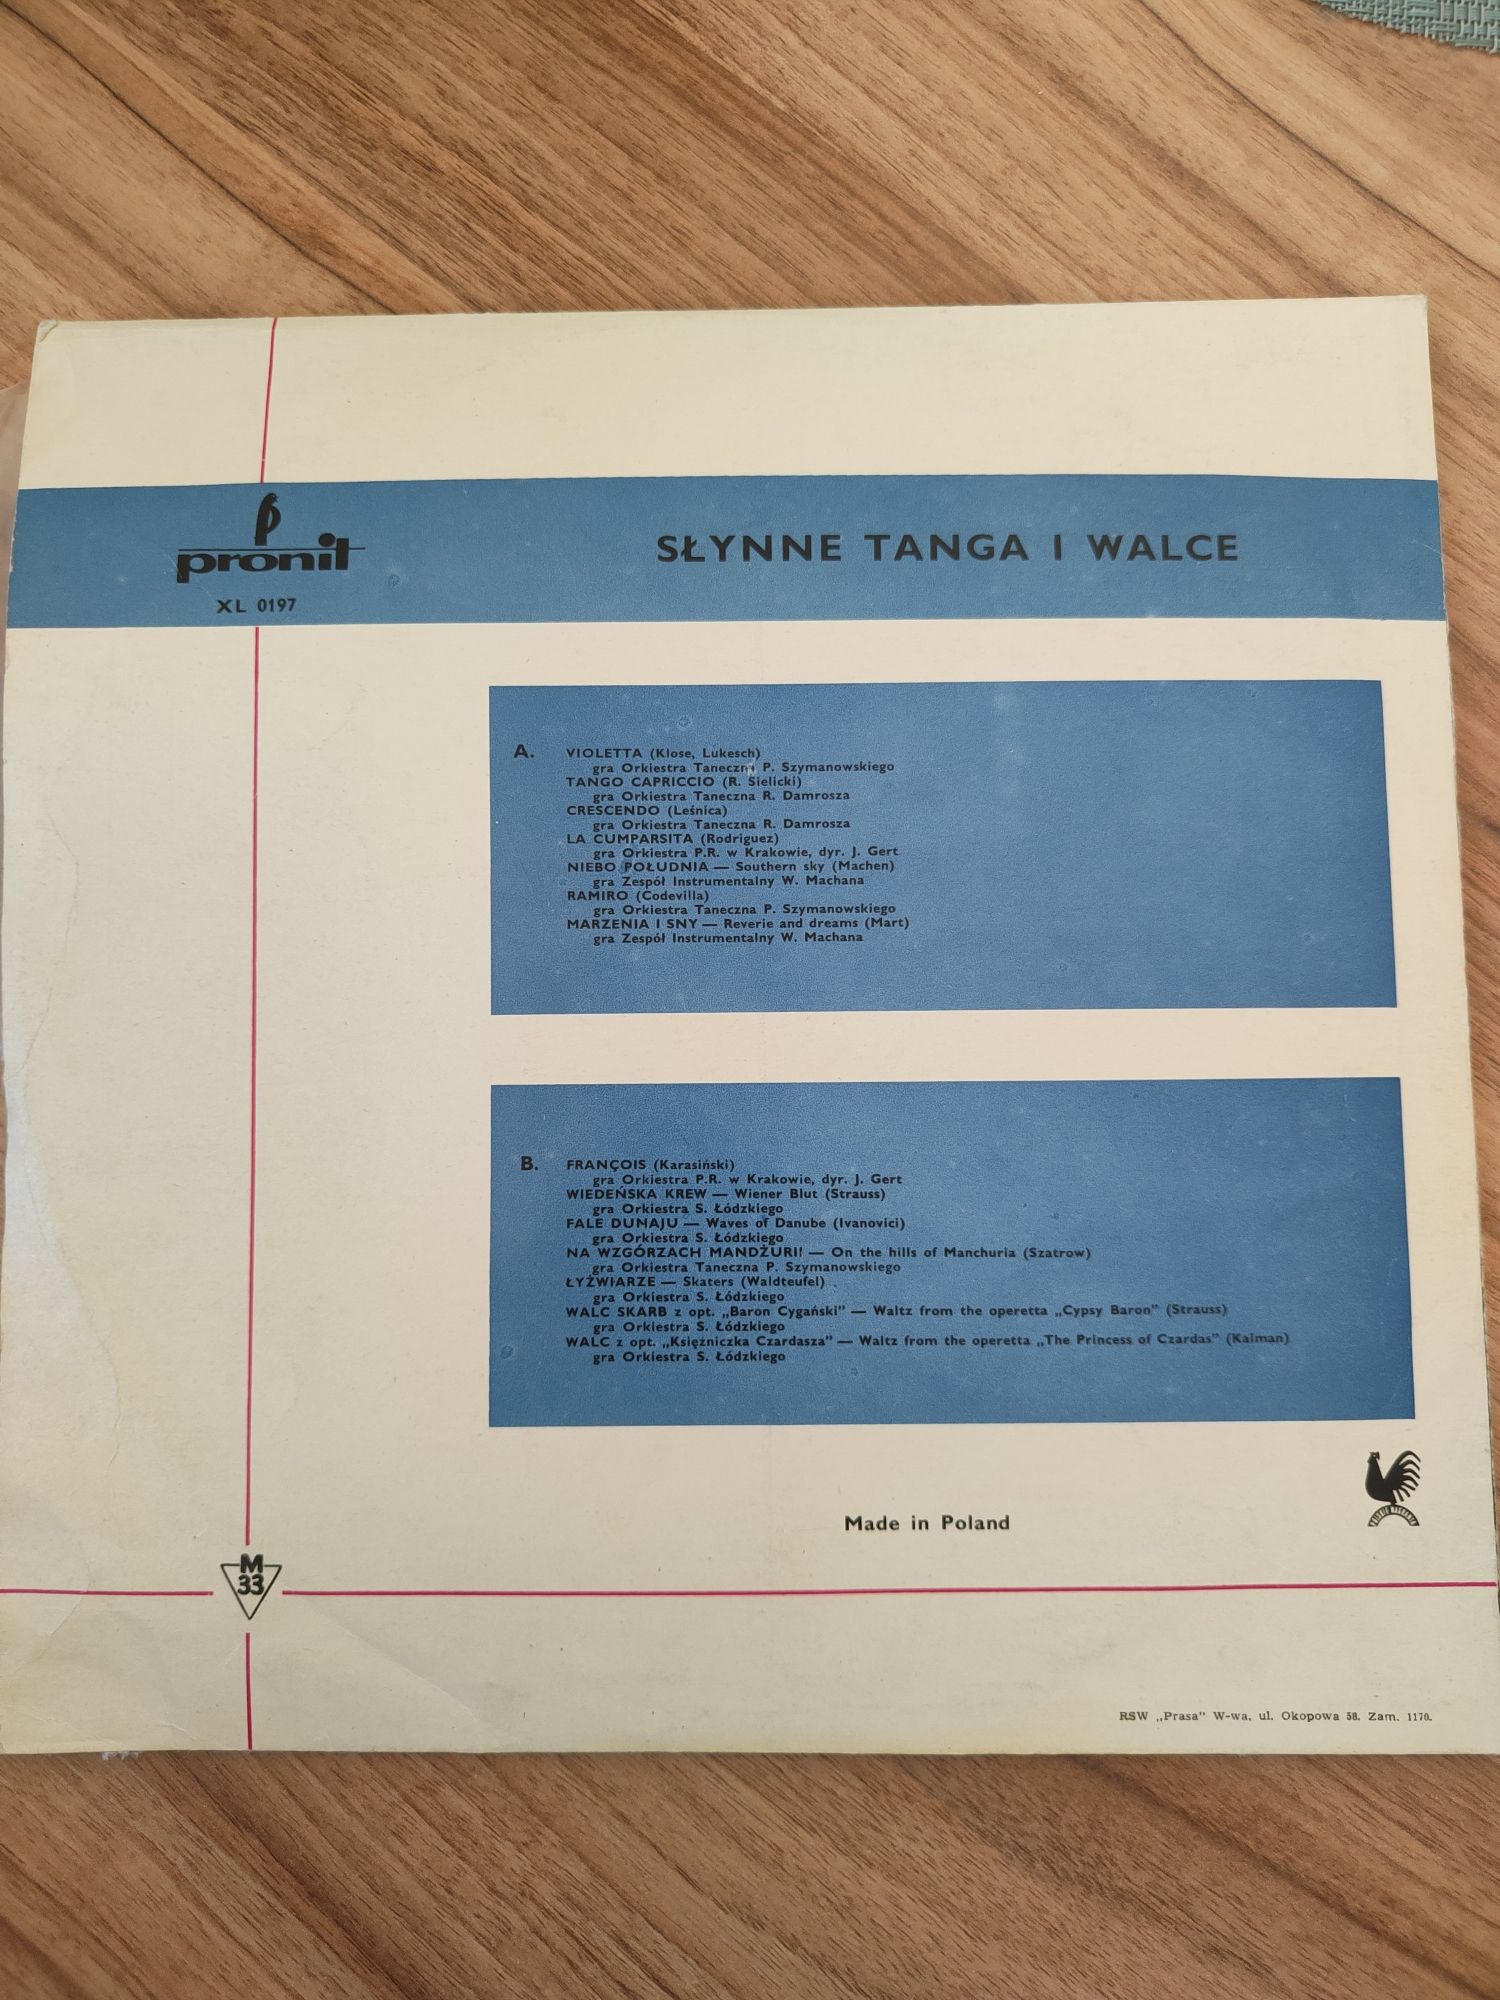 pronit
XL 0197
SŁYNNE TANGA I WALCE
A.
VIOLETTA (Klose, Lukesch)
gra Orkiestra Taneczna P. Szymanowskiego
TANGO CAPRICCIO (R. Sielicki)
gra Orkiestra Taneczna R. Damrosza
CRESCENDO (Leśnica)
gra Orkiestra Taneczna R. Damrosza
LA CUMPARSITA (Rodriguez)
gra Orkiestra P.R. w Krakowie, dyr. J. Gert
NIEBO POŁUDNIA — Southern sky (Machen)
gra Zespół Instrumentalny W. Machana
RAMIRO (Codevilla)
gra Orkiestra Taneczna P. Szymanowskiego
MARZENIA I SNY — Reverie and dreams (Mart)
gra Zespół Instrumentalny W. Machana
B.
FRANÇOIS (Karasiński)
gra Orkiestra P.R. w Krakowie, dyr. J. Gert
WIEDEŃSKA KREW — Wiener Blut (Strauss)
gra Orkiestra S. Łódzkiego
FALE DUNAJU — Waves of Danube (Ivanovici)
gra Orkiestra S. Łódzkiego
NA WZGÓRZACH MANDŻURII — On the hills of Manchuria (Szatrow)
gra Orkiestra Taneczna P. Szymanowskiego
ŁYŻWIARZE — Skaters (Waldteufel)
gra Orkiestra S. Łódzkiego
WALC SKARB z opt. „Baron Cygański” — Waltz from the operetta „Cypsy Baron” (Strauss)
gra Orkiestra S. Łódzkiego
WALC z opt. „Księżniczka Czardasza” — Waltz from the operetta „The Princess of Czardas” (Kalman)
gra Orkiestra S. Łódzkiego
Made in Poland
M
33
RSW „Prasa” W-wa, ul. Okopowa 58. Zam. 1170.